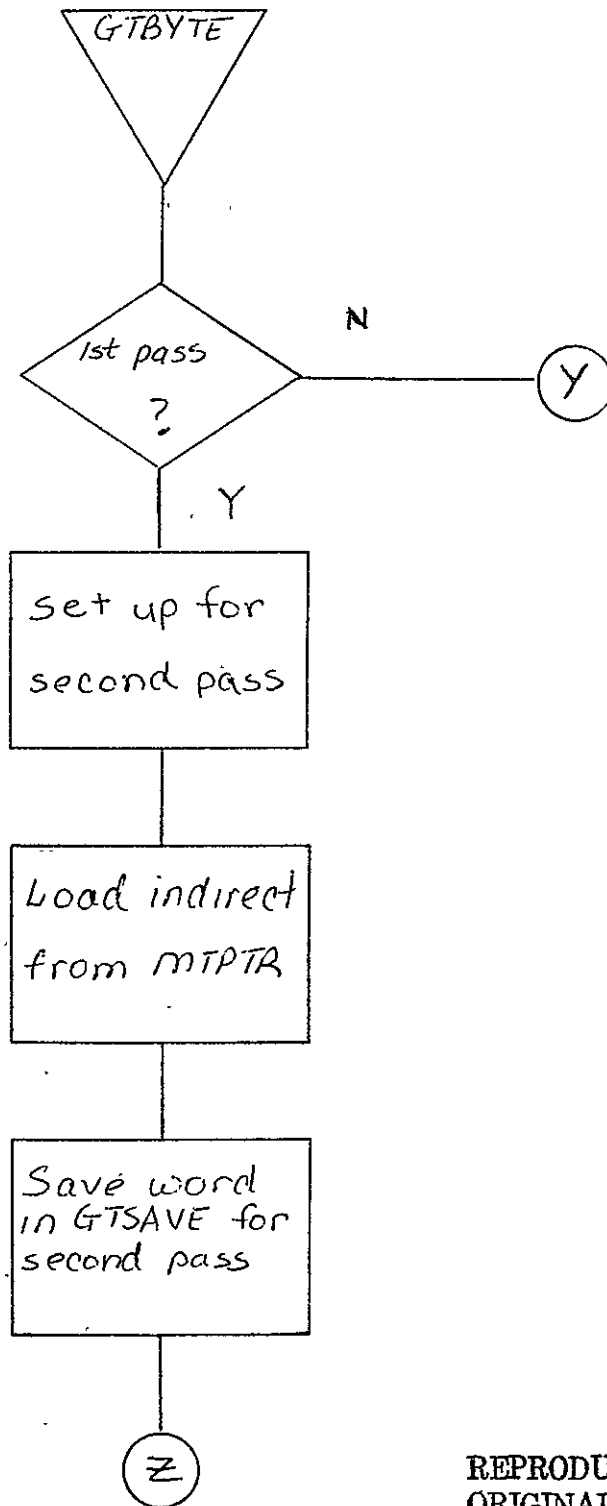 GTBYTE
1st pass
?
N
Y
Y
Set up for
second pass
Load indirect
from MTPTR
Save word
in GTSAVE for
second pass
Z
REPRODU
ORIGINAL